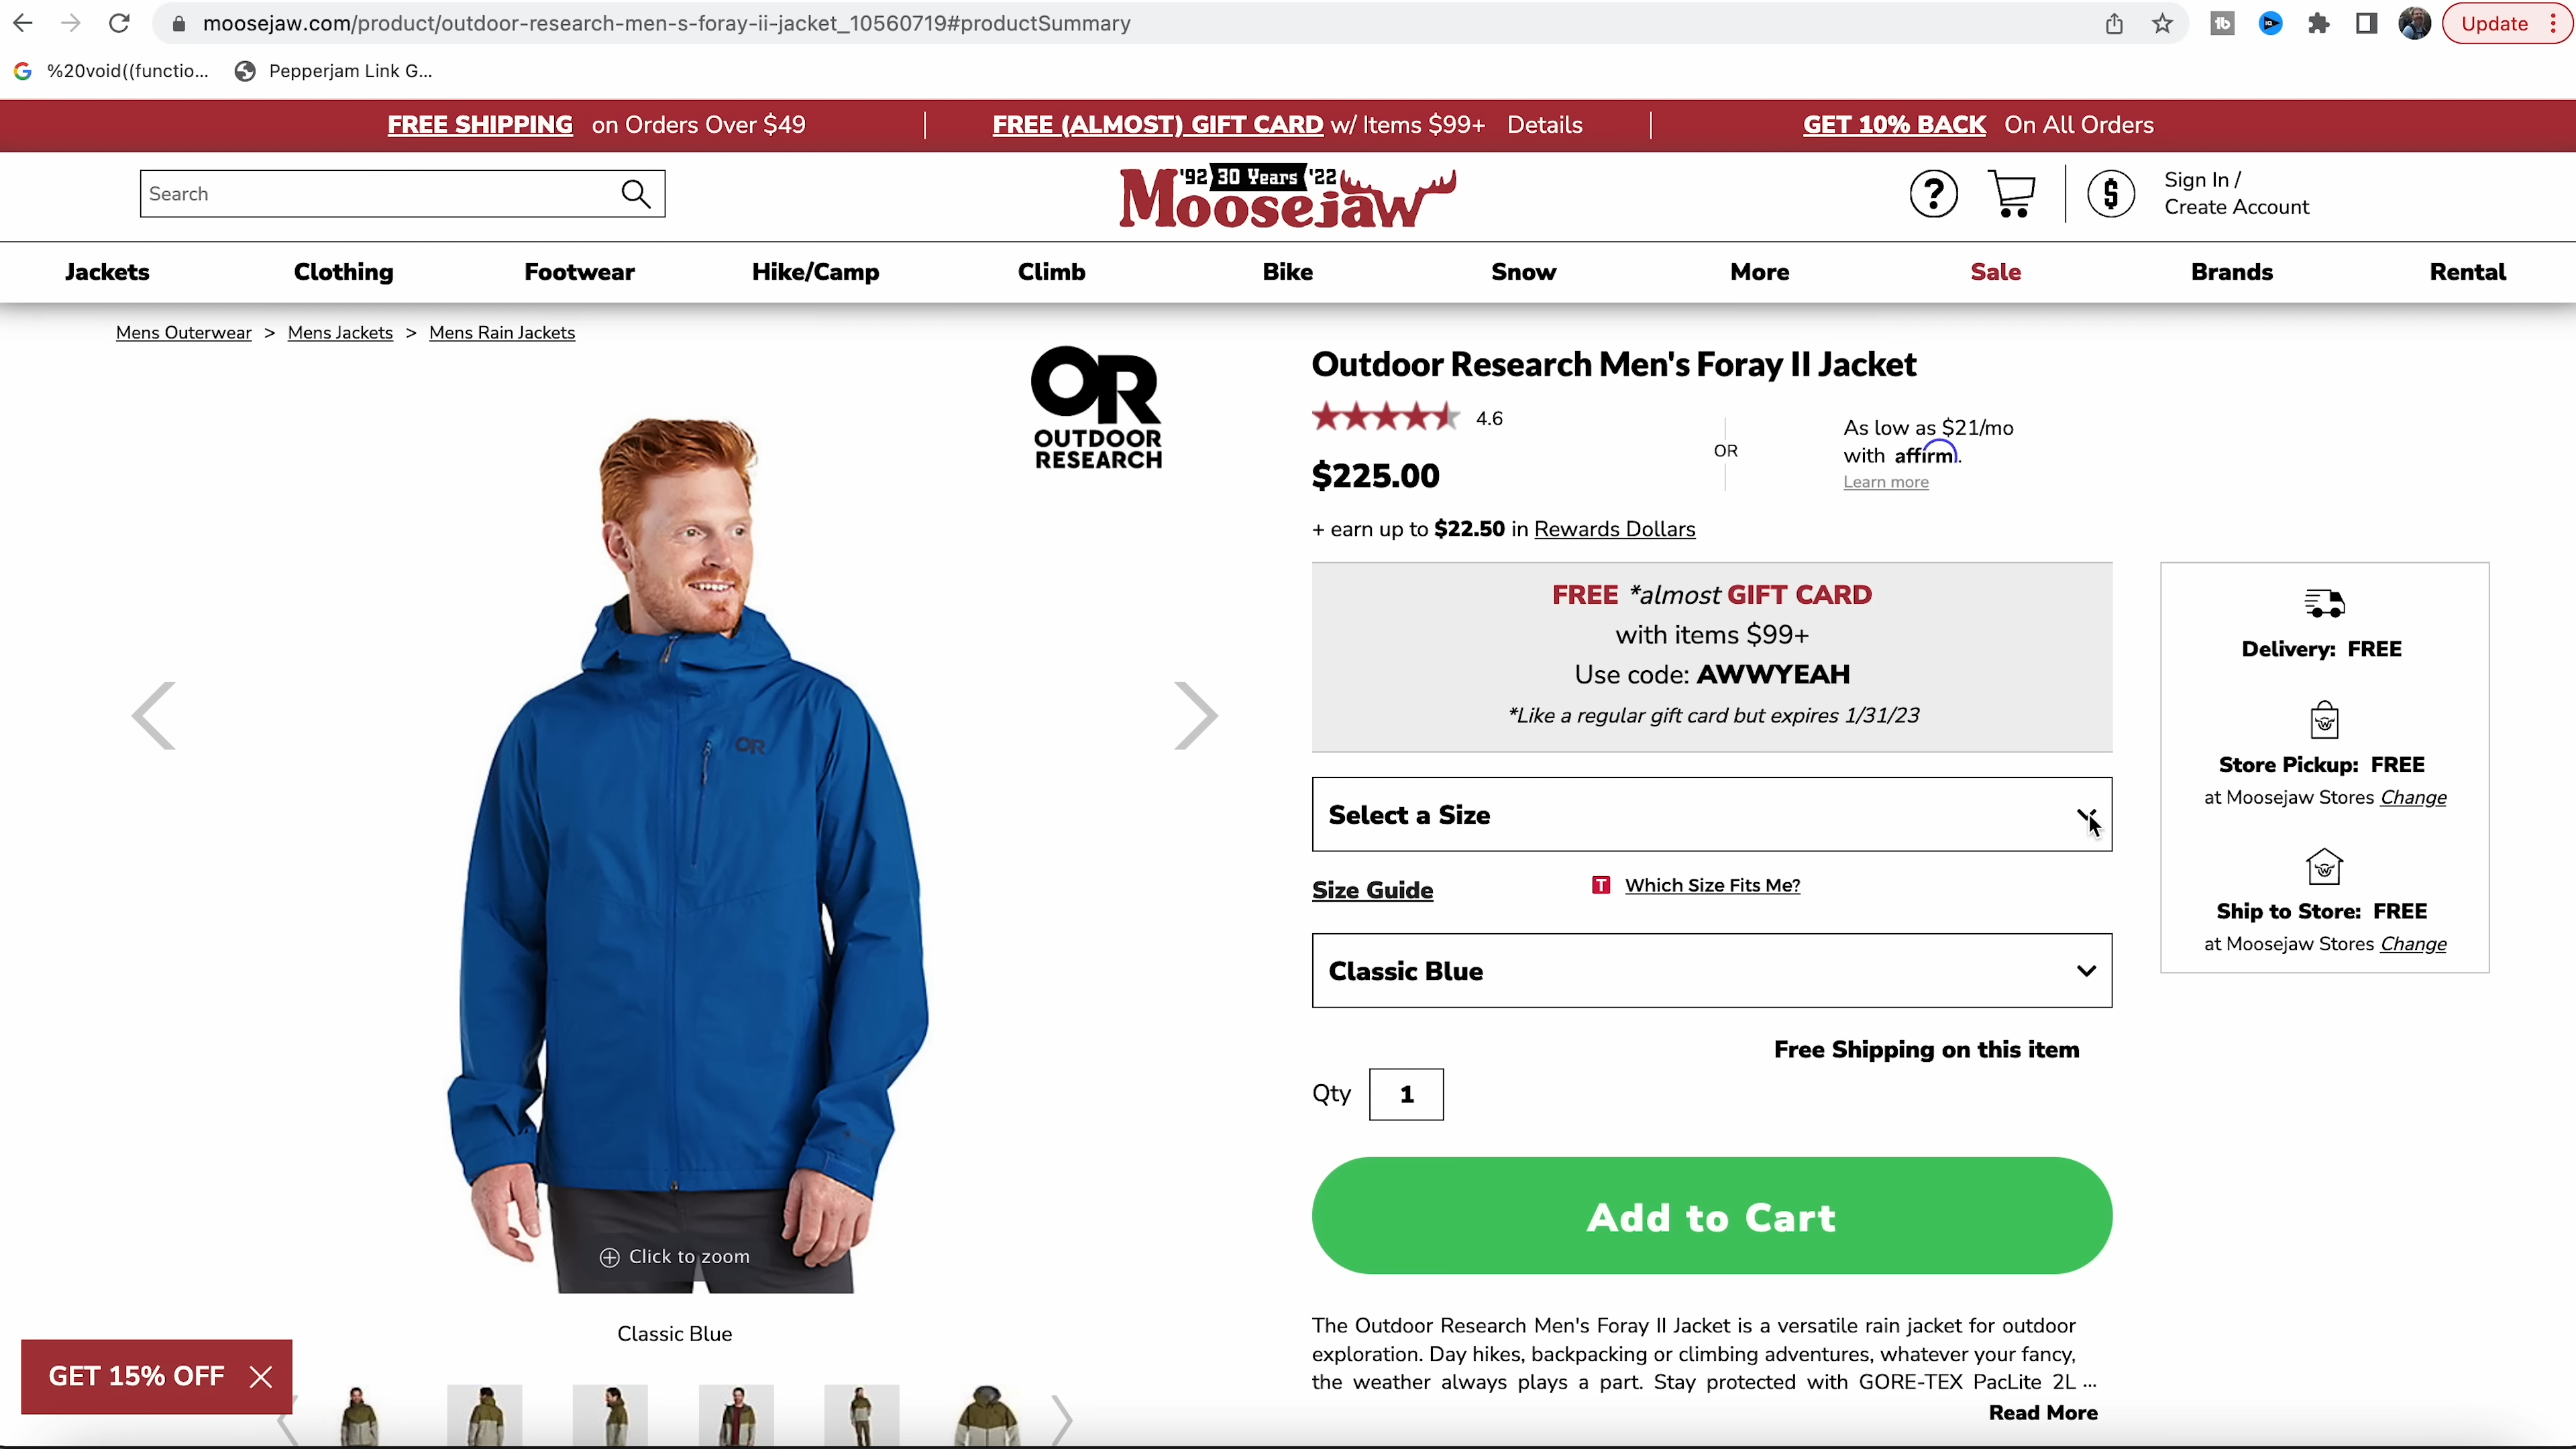 moosejaw.com/product/outdoor-research-men-s-foray-ii-jacket_10560719#productSummary
Update
%20void((functio...
Pepperjam Link G...
FREE SHIPPING on Orders Over $49
FREE (ALMOST) GIFT CARD w/ Items $99+ Details
GET 10% BACK On All Orders
Search
'92 30 Years '22
Moosejaw
Sign In /
Create Account
Jackets Clothing Footwear Hike/Camp Climb Bike Snow More Sale Brands Rental
Mens Outerwear > Mens Jackets > Mens Rain Jackets
OR
OUTDOOR
RESEARCH
OR
Click to zoom
Classic Blue
GET 15% OFF
Outdoor Research Men's Foray II Jacket
4.6
$225.00
OR
As low as $21/mo
with affirm.
Learn more
+ earn up to $22.50 in Rewards Dollars
FREE *almost GIFT CARD
with items $99+
Use code: AWWYEAH
*Like a regular gift card but expires 1/31/23
Select a Size
Size Guide
T Which Size Fits Me?
Classic Blue
Free Shipping on this item
Qty 1
Add to Cart
The Outdoor Research Men's Foray II Jacket is a versatile rain jacket for outdoor
exploration. Day hikes, backpacking or climbing adventures, whatever your fancy,
the weather always plays a part. Stay protected with GORE-TEX PacLite 2L ...
Read More
Delivery: FREE
Store Pickup: FREE
at Moosejaw Stores Change
Ship to Store: FREE
at Moosejaw Stores Change